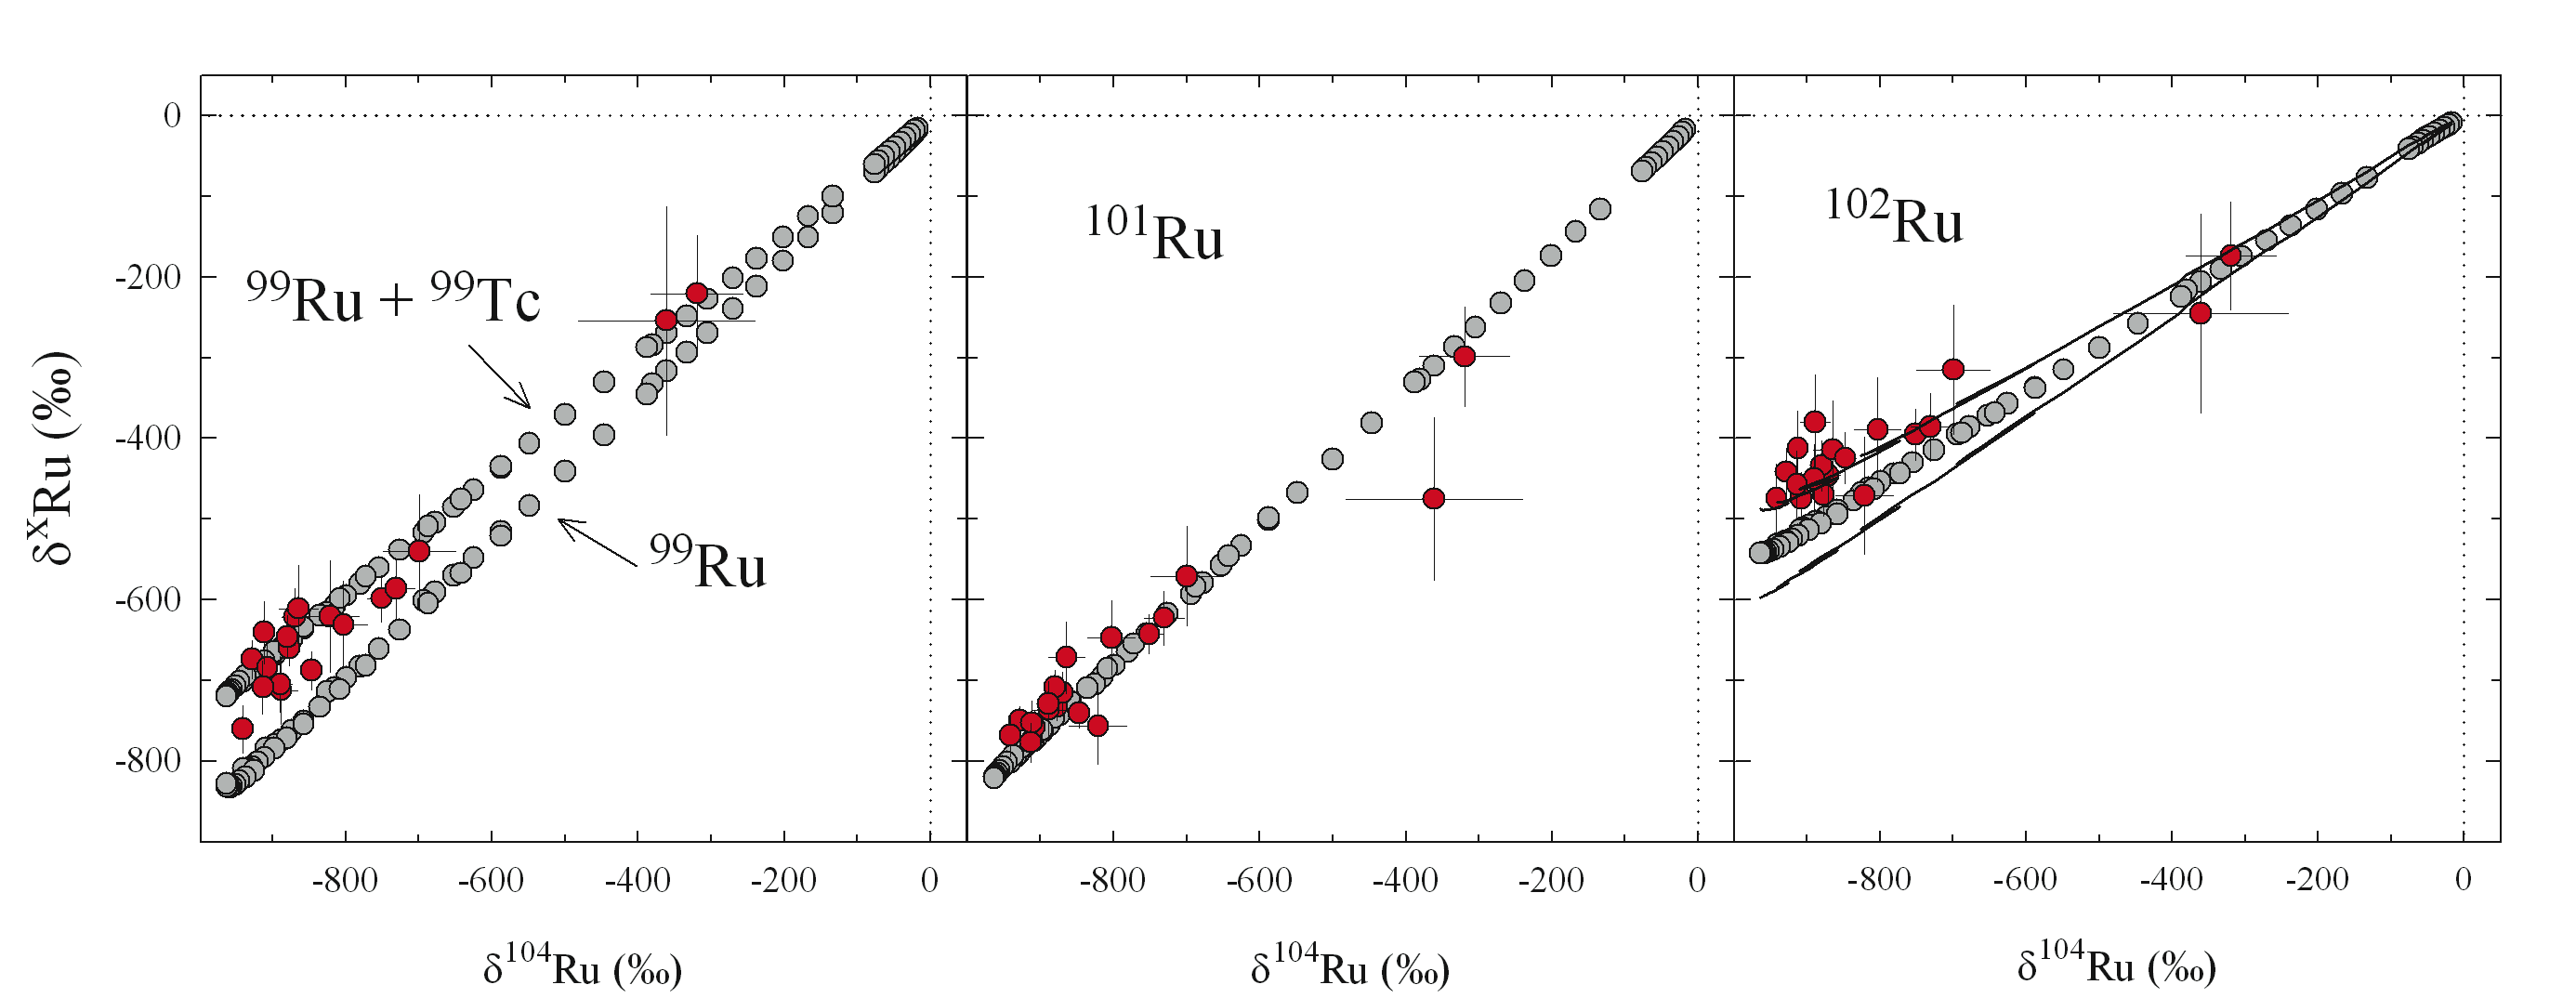 0
-200
-400
-600
-800
δˣRu (‰)
⁹⁹Ru + ⁹⁹Tc
⁹⁹Ru
¹⁰¹Ru
¹⁰²Ru
-800 -600 -400 -200 0
-800 -600 -400 -200 0
-800 -600 -400 -200 0
δ¹⁰⁴Ru (‰)
δ¹⁰⁴Ru (‰)
δ¹⁰⁴Ru (‰)